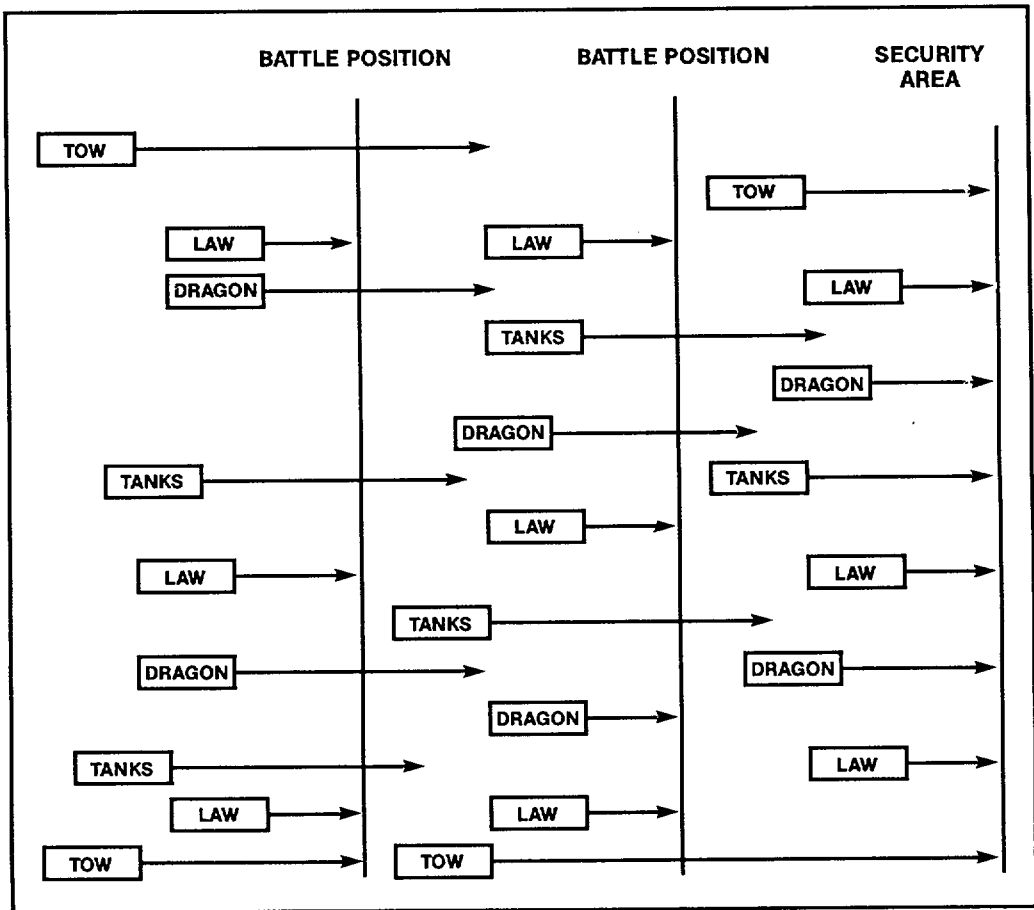 BATTLE POSITION BATTLE POSITION SECURITY
AREA
TOW
TOW
LAW LAW
DRAGON LAW
TANKS
DRAGON
DRAGON
TANKS TANKS
LAW
LAW LAW
TANKS
DRAGON DRAGON
DRAGON
TANKS LAW
LAW LAW
TOW TOW